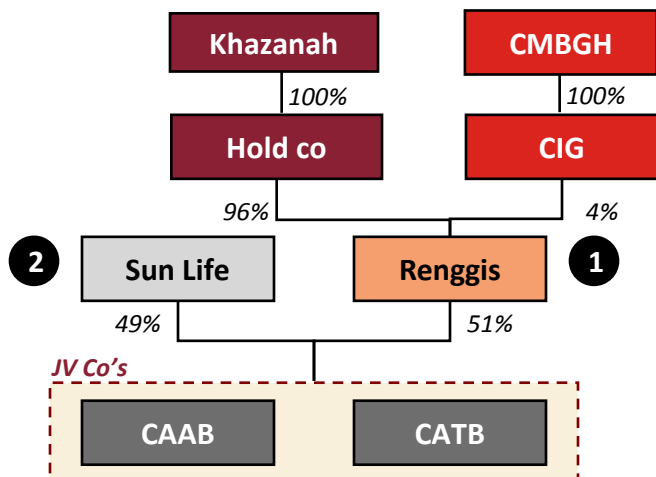 Khazanah
CMBGH
100%
100%
Hold co
CIG
96%
4%
2
Sun Life
Renggis
1
49%
51%
JV Co’s
CAAB
CATB